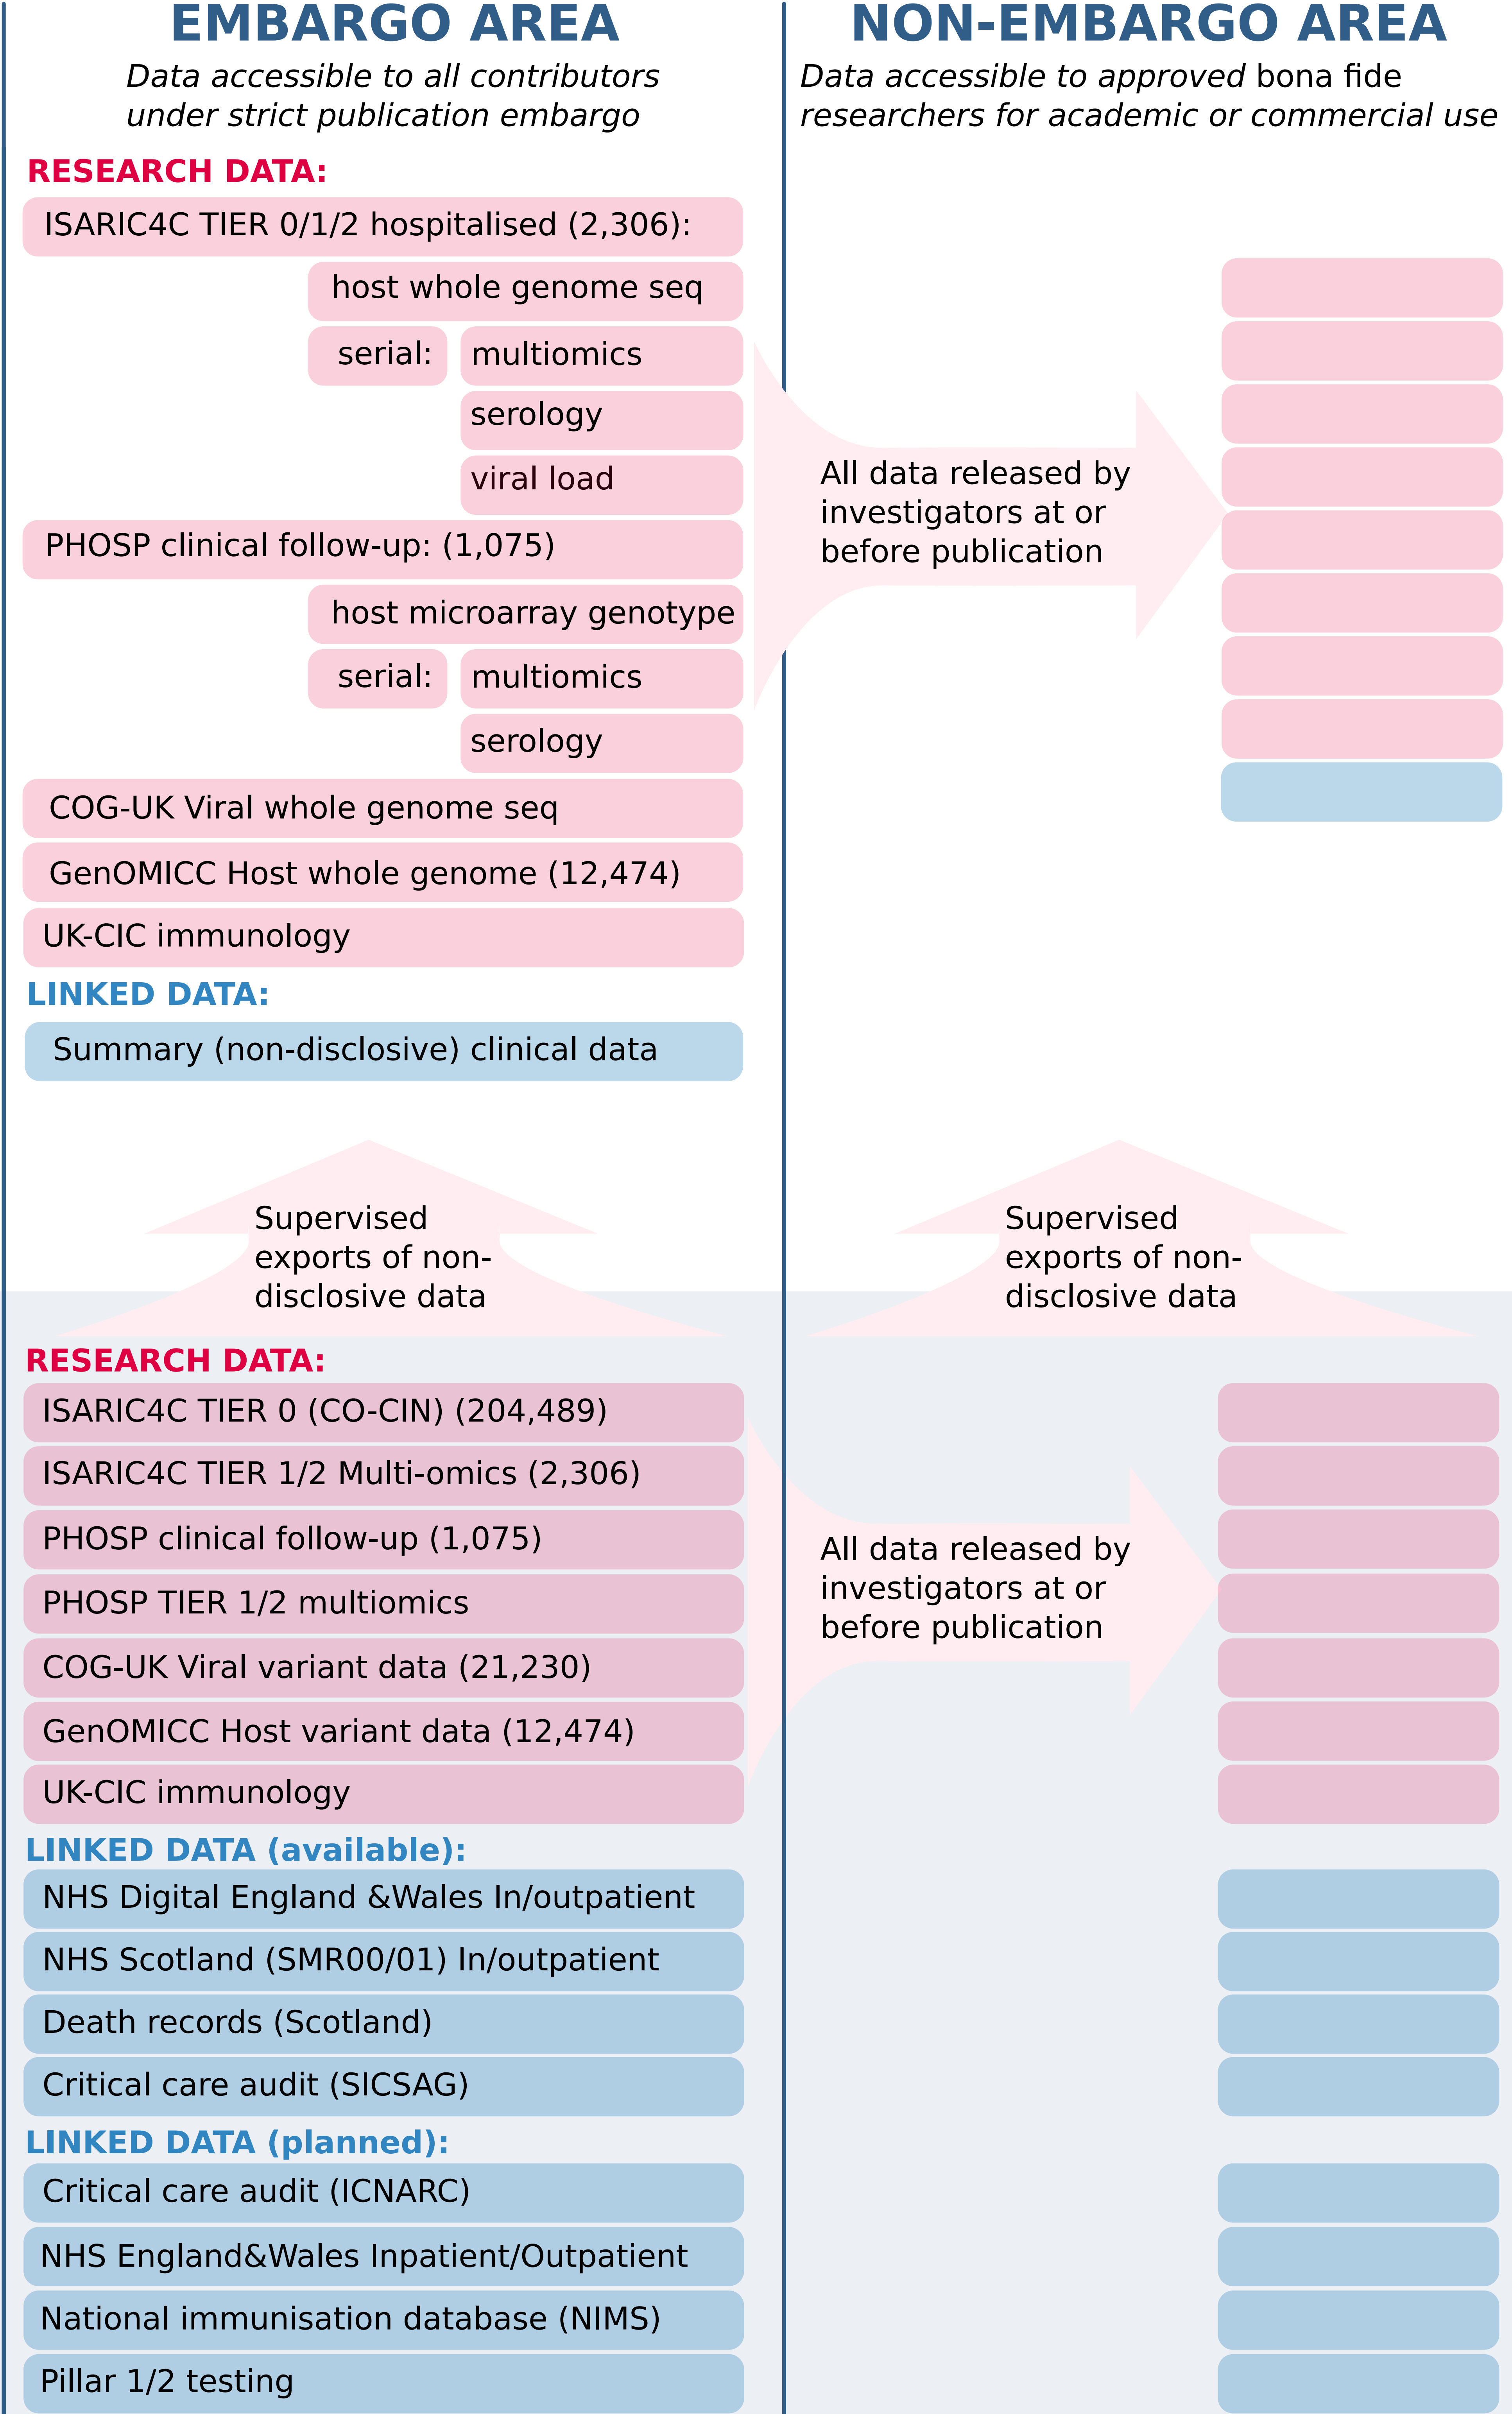 EMBARGO AREA
Data accessible to all contributors
under strict publication embargo
NON-EMBARGO AREA
Data accessible to approved bona fide
researchers for academic or commercial use
RESEARCH DATA:
ISARIC4C TIER 0/1/2 hospitalised (2,306):
host whole genome seq
serial: multiomics
serology
viral load
PHOSP clinical follow-up: (1,075)
host microarray genotype
serial: multiomics
serology
COG-UK Viral whole genome seq
GenOMICC Host whole genome (12,474)
UK-CIC immunology
All data released by
investigators at or
before publication
LINKED DATA:
Summary (non-disclosive) clinical data
Supervised
exports of non-
disclosive data
Supervised
exports of non-
disclosive data
RESEARCH DATA:
ISARIC4C TIER 0 (CO-CIN) (204,489)
ISARIC4C TIER 1/2 Multi-omics (2,306)
PHOSP clinical follow-up (1,075)
PHOSP TIER 1/2 multiomics
COG-UK Viral variant data (21,230)
GenOMICC Host variant data (12,474)
UK-CIC immunology
All data released by
investigators at or
before publication
LINKED DATA (available):
NHS Digital England &Wales In/outpatient
NHS Scotland (SMR00/01) In/outpatient
Death records (Scotland)
Critical care audit (SICSAG)
LINKED DATA (planned):
Critical care audit (ICNARC)
NHS England&Wales Inpatient/Outpatient
National immunisation database (NIMS)
Pillar 1/2 testing